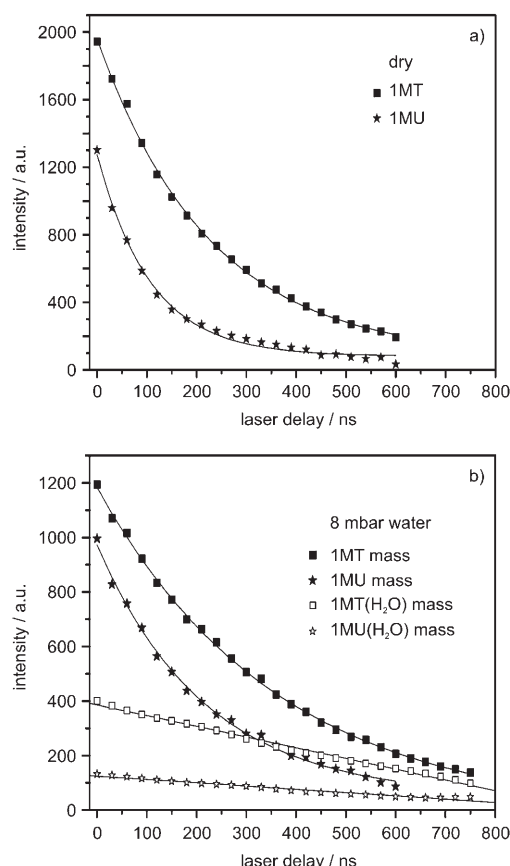 a)
dry
1MT
1MU
2000
1600
1200
800
400
0
intensity / a.u.
0 100 200 300 400 500 600 700 800
laser delay / ns
b)
8 mbar water
1MT mass
1MU mass
1MT(H₂O) mass
1MU(H₂O) mass
1200
1000
800
600
400
200
0
intensity / a.u.
0 100 200 300 400 500 600 700 800
laser delay / ns